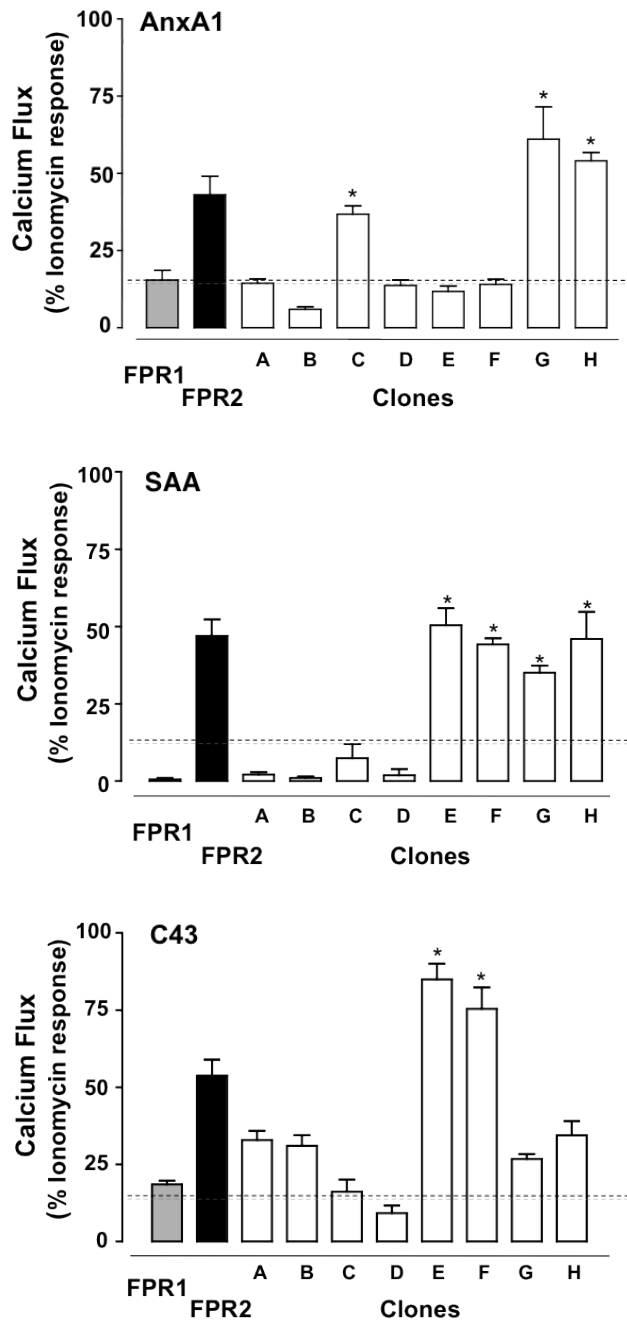 AnxA1
Calcium Flux
(% Ionomycin response)
100
75
50
25
0
*
*
*
A B C D E F G H
FPR1
FPR2
Clones
SAA
Calcium Flux
(% Ionomycin response)
100
75
50
25
0
*
*
*
*
A B C D E F G H
FPR1
FPR2
Clones
C43
Calcium Flux
(% Ionomycin response)
100
75
50
25
0
*
*
A B C D E F G H
FPR1
FPR2
Clones